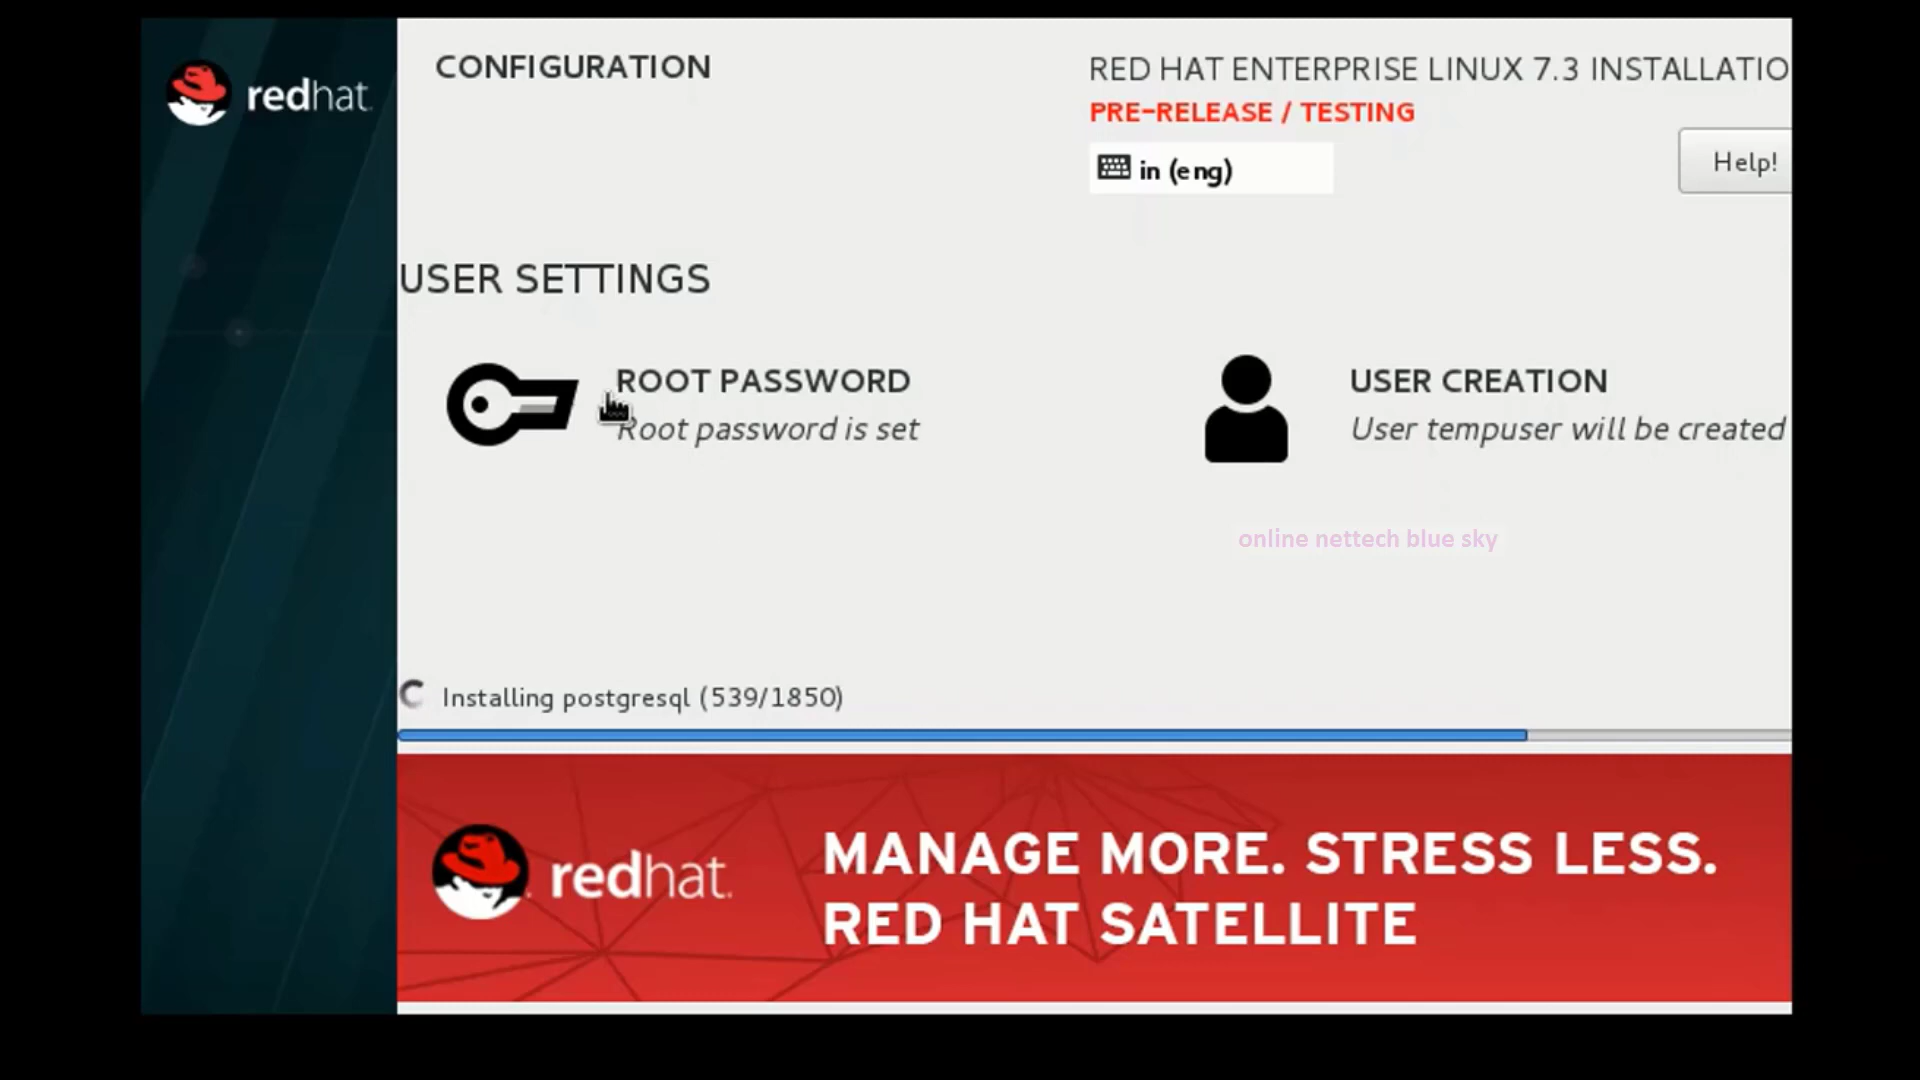 redhat.
CONFIGURATION
RED HAT ENTERPRISE LINUX 7.3 INSTALLATIO
PRE-RELEASE / TESTING
in (eng)
Help!
USER SETTINGS
ROOT PASSWORD
Root password is set
USER CREATION
User tempuser will be created
online nettech blue sky
Installing postgresql (539/1850)
redhat.
MANAGE MORE. STRESS LESS.
RED HAT SATELLITE